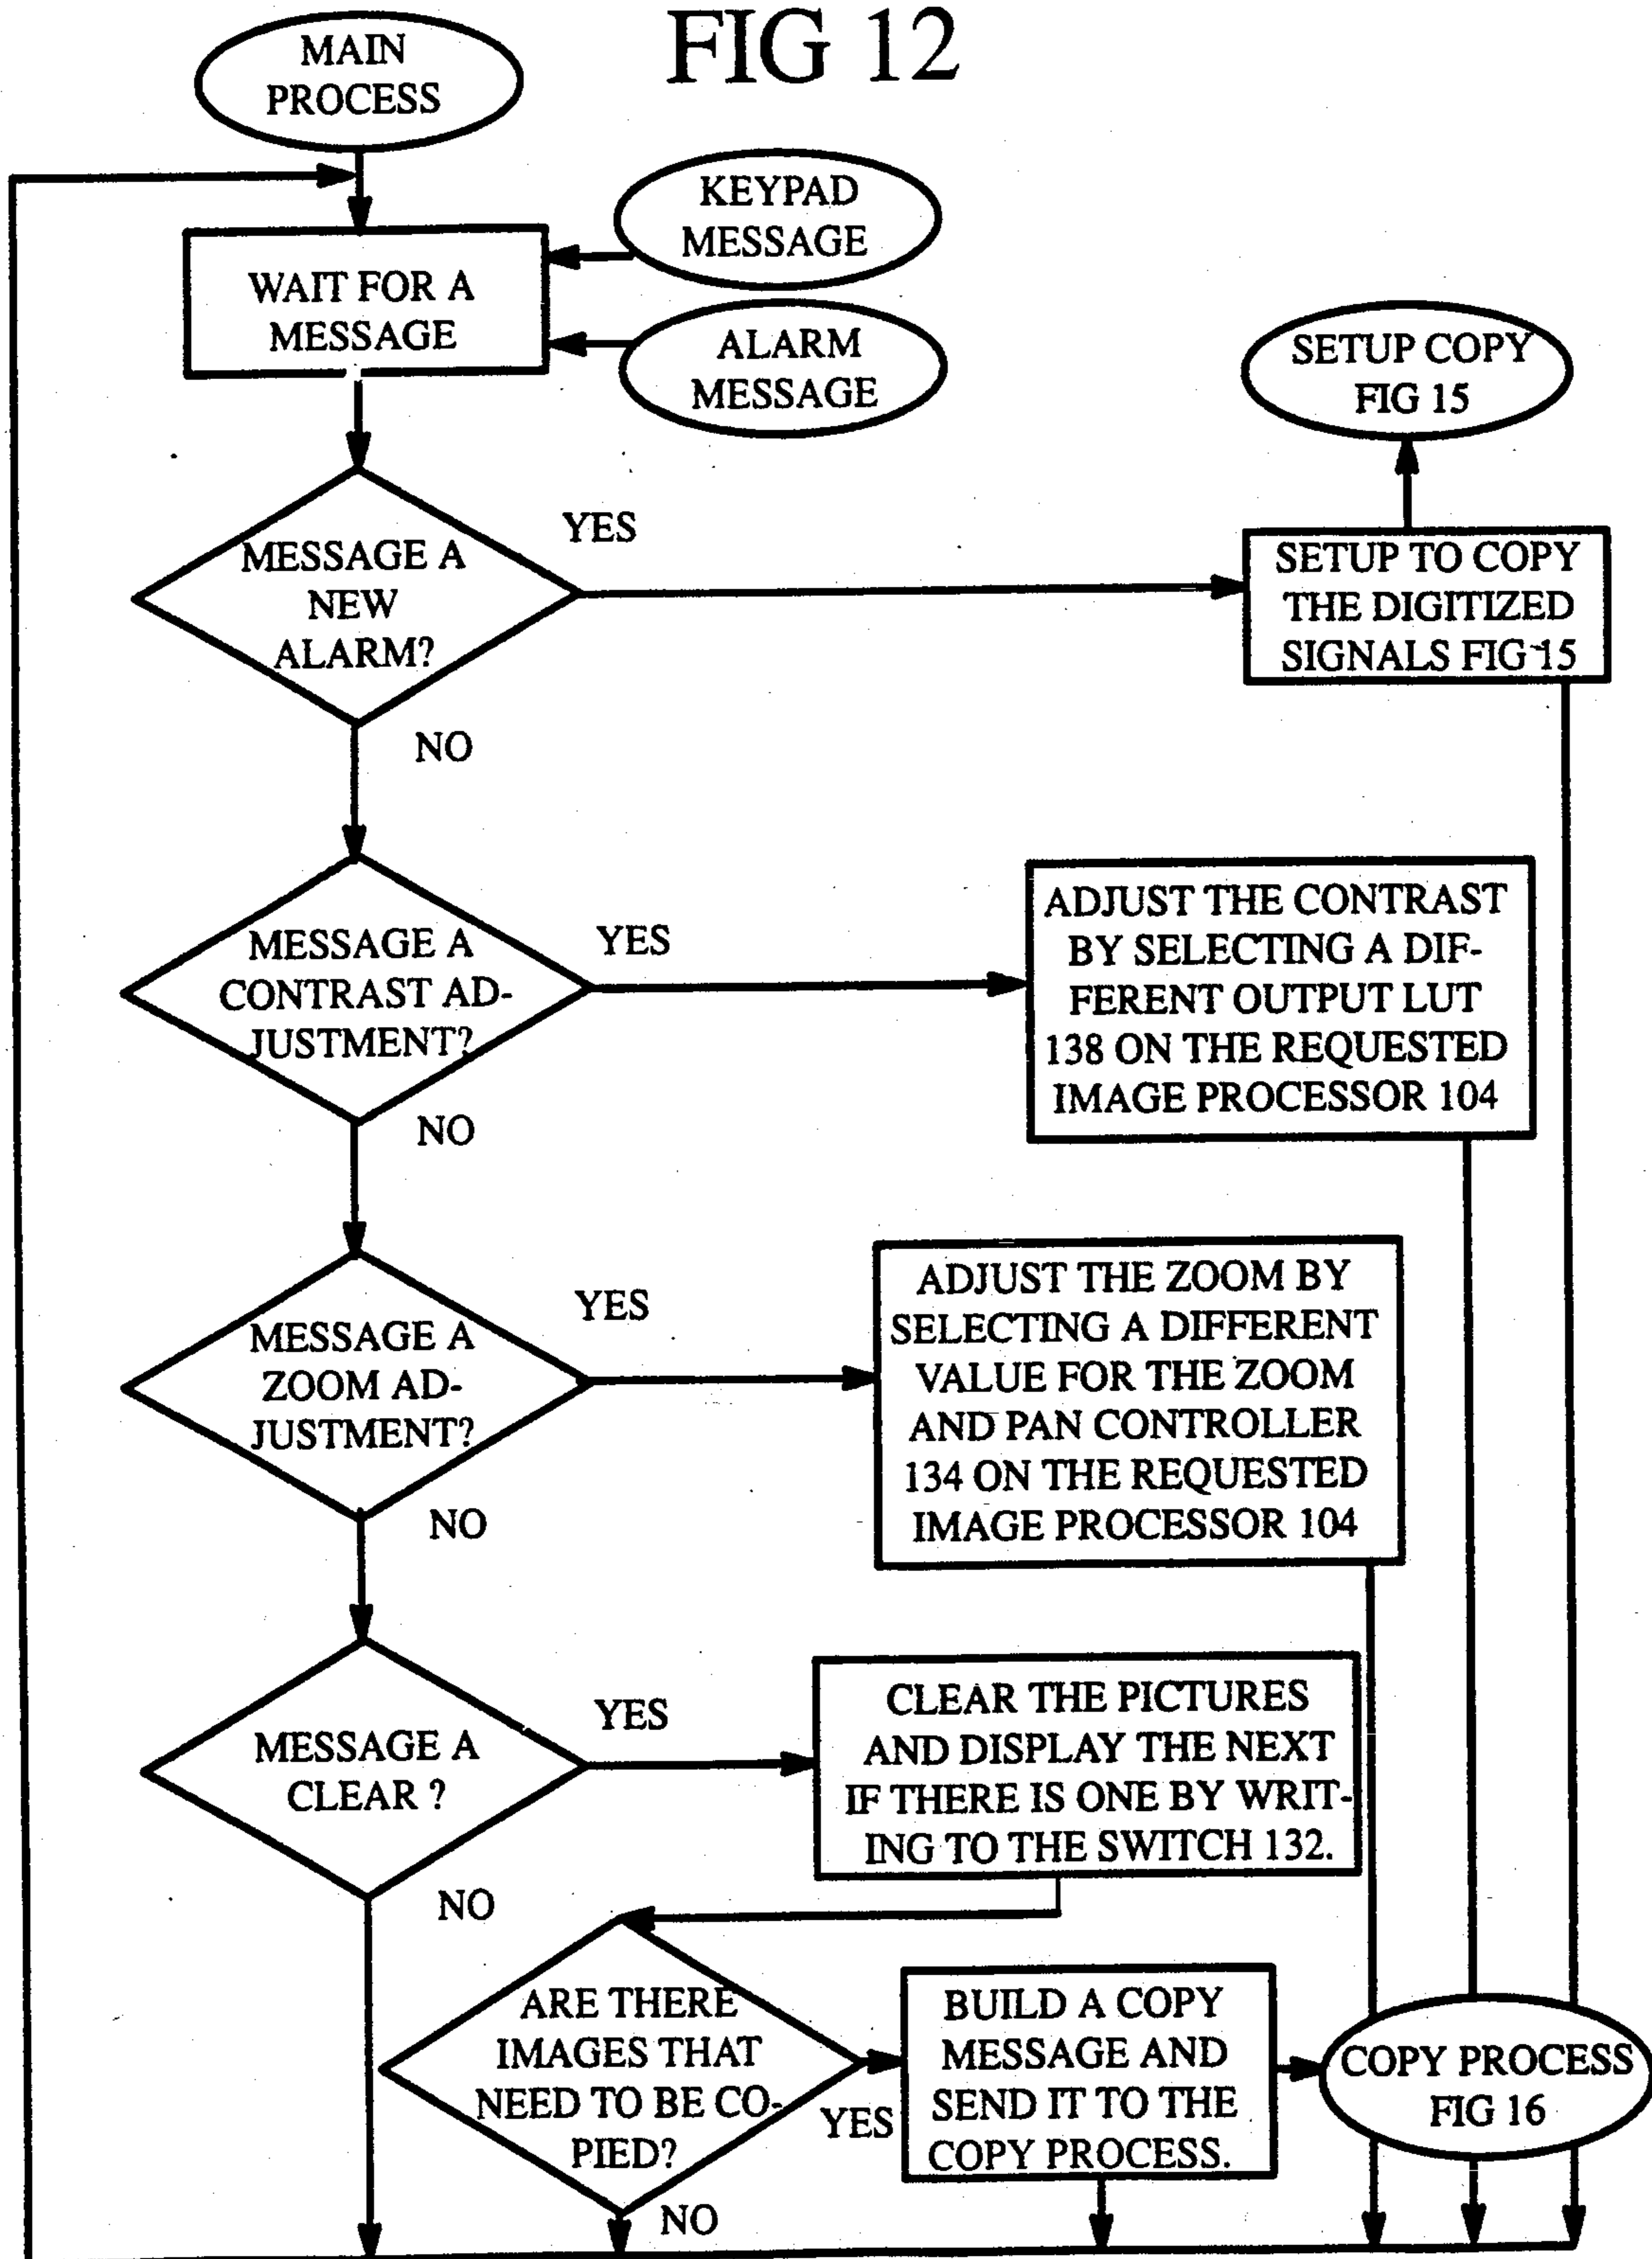 FIG 12
MAIN
PROCESS
KEYPAD
MESSAGE
WAIT FOR A
MESSAGE
ALARM
MESSAGE
SETUP COPY
FIG 15
MESSAGE A
NEW
ALARM?
YES
SETUP TO COPY
THE DIGITIZED
SIGNALS FIG 15
NO
MESSAGE A
CONTRAST AD-
JUSTMENT?
YES
ADJUST THE CONTRAST
BY SELECTING A DIF-
FERENT OUTPUT LUT
138 ON THE REQUESTED
IMAGE PROCESSOR 104
NO
MESSAGE A
ZOOM AD-
JUSTMENT?
YES
ADJUST THE ZOOM BY
SELECTING A DIFFERENT
VALUE FOR THE ZOOM
AND PAN CONTROLLER
134 ON THE REQUESTED
IMAGE PROCESSOR 104
NO
MESSAGE A
CLEAR ?
YES
CLEAR THE PICTURES
AND DISPLAY THE NEXT
IF THERE IS ONE BY WRIT-
ING TO THE SWITCH 132.
NO
ARE THERE
IMAGES THAT
NEED TO BE CO-
PIED?
YES
BUILD A COPY
MESSAGE AND
SEND IT TO THE
COPY PROCESS.
COPY PROCESS
FIG 16
NO